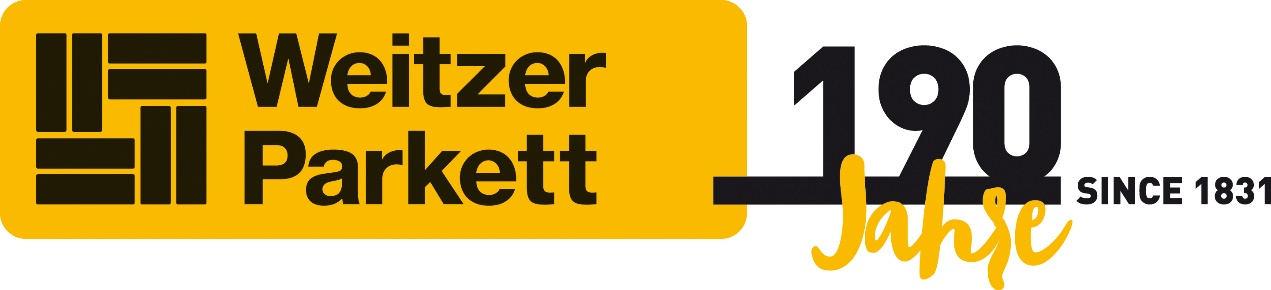 Weitzer
Parkett
190
Jahre
SINCE 1831